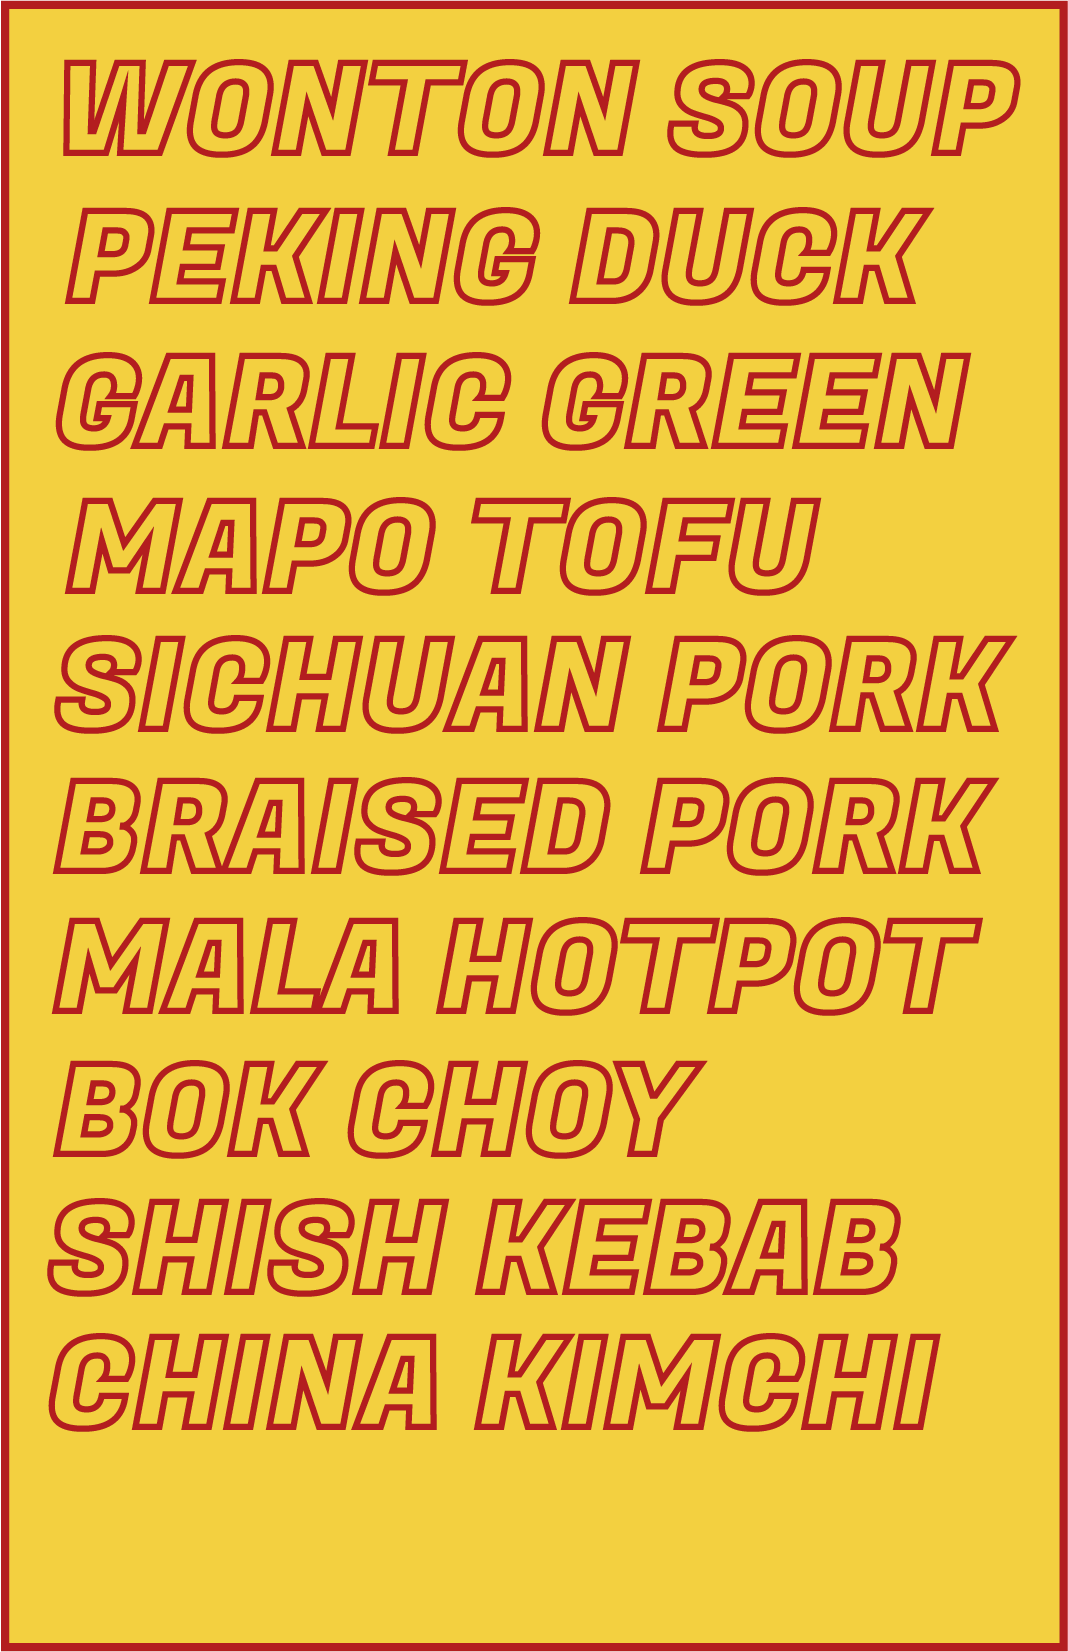 WONTON SOUP
PEKING DUCK
GARLIC GREEN
MAPO TOFU
SICHUAN PORK
BRAISED PORK
MALA HOTPOT
BOK CHOY
SHISH KEBAB
CHINA KIMCHI